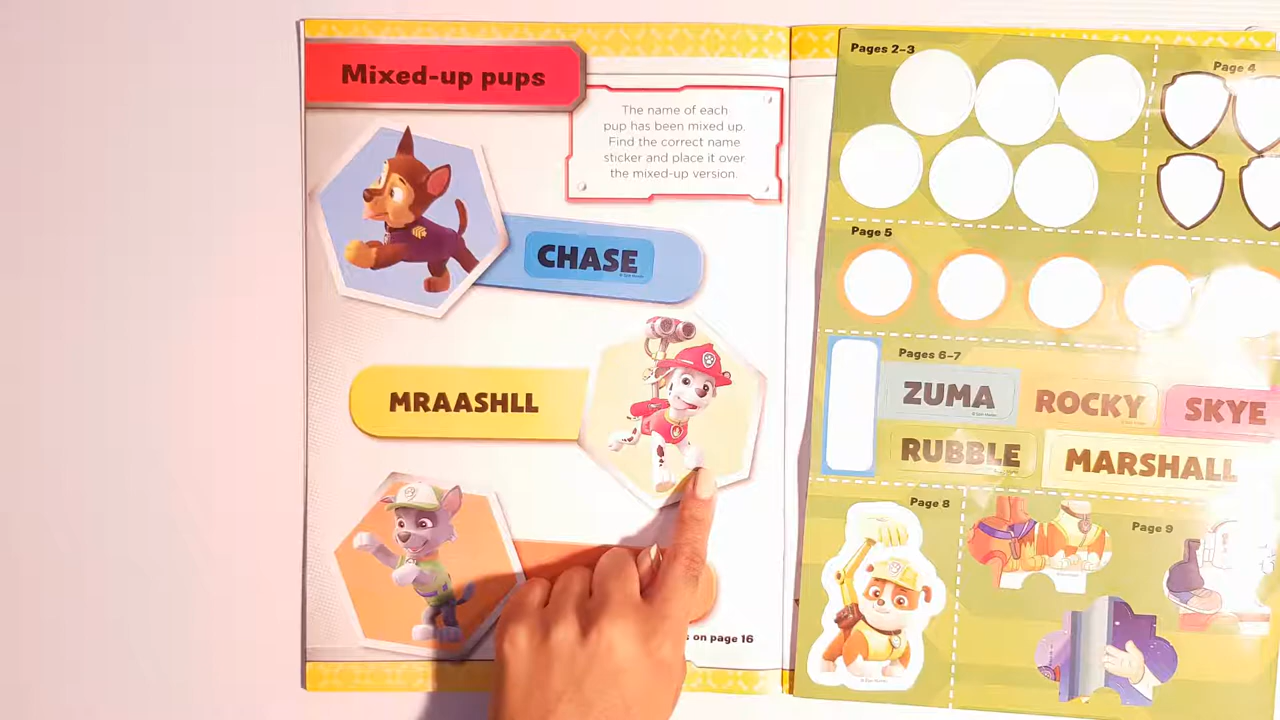 Mixed-up pups
The name of each
pup has been mixed up.
Find the correct name
sticker and place it over
the mixed-up version.
CHASE
MRAASHLL
on page 16
Pages 2-3
Page 4
Page 5
Pages 6-7
ZUMA
ROCKY
SKYE
RUBBLE
MARSHALL
Page 8
Page 9